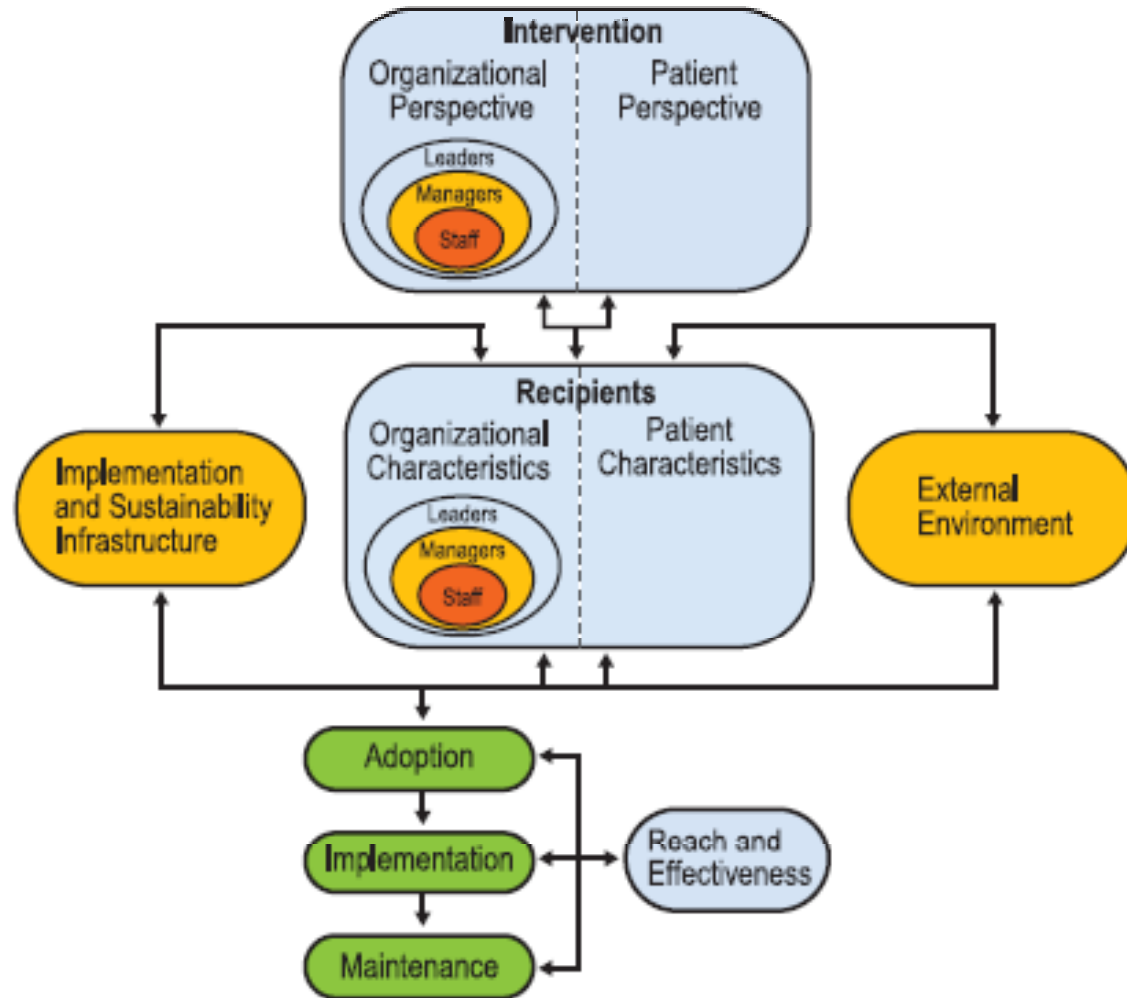 Intervention
Organizational
Perspective
Patient
Perspective
Leaders
Managers
Staff
Recipients
Organizational
Characteristics
Patient
Characteristics
Leaders
Managers
Staff
Implementation
and Sustainability
Infrastructure
External
Environment
Adoption
Implementation
Maintenance
Reach and
Effectiveness